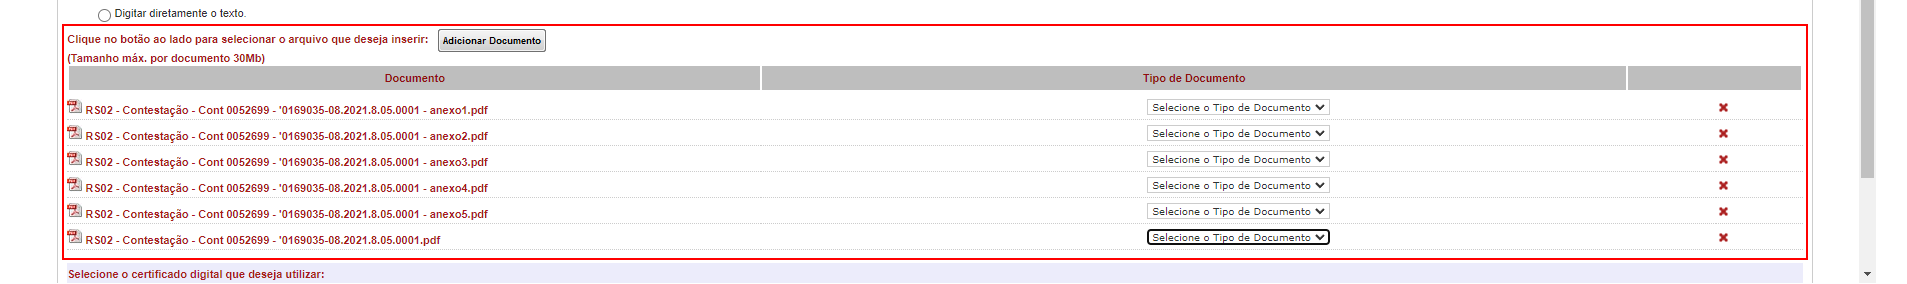 Digitar diretamente o texto.
Clique no botão ao lado para selecionar o arquivo que deseja inserir: Adicionar Documento
(Tamanho máx. por documento 30Mb)
Documento Tipo de Documento
RS02 - Contestação - Cont 0052699 - '0169035-08.2021.8.05.0001 - anexo1.pdf Selecione o Tipo de Documento
RS02 - Contestação - Cont 0052699 - '0169035-08.2021.8.05.0001 - anexo2.pdf Selecione o Tipo de Documento
RS02 - Contestação - Cont 0052699 - '0169035-08.2021.8.05.0001 - anexo3.pdf Selecione o Tipo de Documento
RS02 - Contestação - Cont 0052699 - '0169035-08.2021.8.05.0001 - anexo4.pdf Selecione o Tipo de Documento
RS02 - Contestação - Cont 0052699 - '0169035-08.2021.8.05.0001 - anexo5.pdf Selecione o Tipo de Documento
RS02 - Contestação - Cont 0052699 - '0169035-08.2021.8.05.0001.pdf Selecione o Tipo de Documento
Selecione o certificado digital que deseja utilizar: